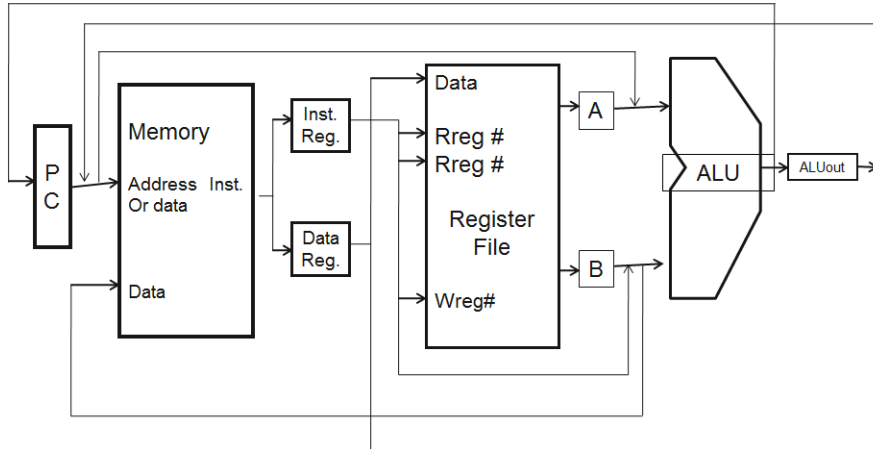 P
C
Memory
Address Inst.
Or data
Data
Inst.
Reg.
Data
Reg.
Data
Rreg #
Rreg #
Register
File
Wreg#
A
B
ALU
ALUout